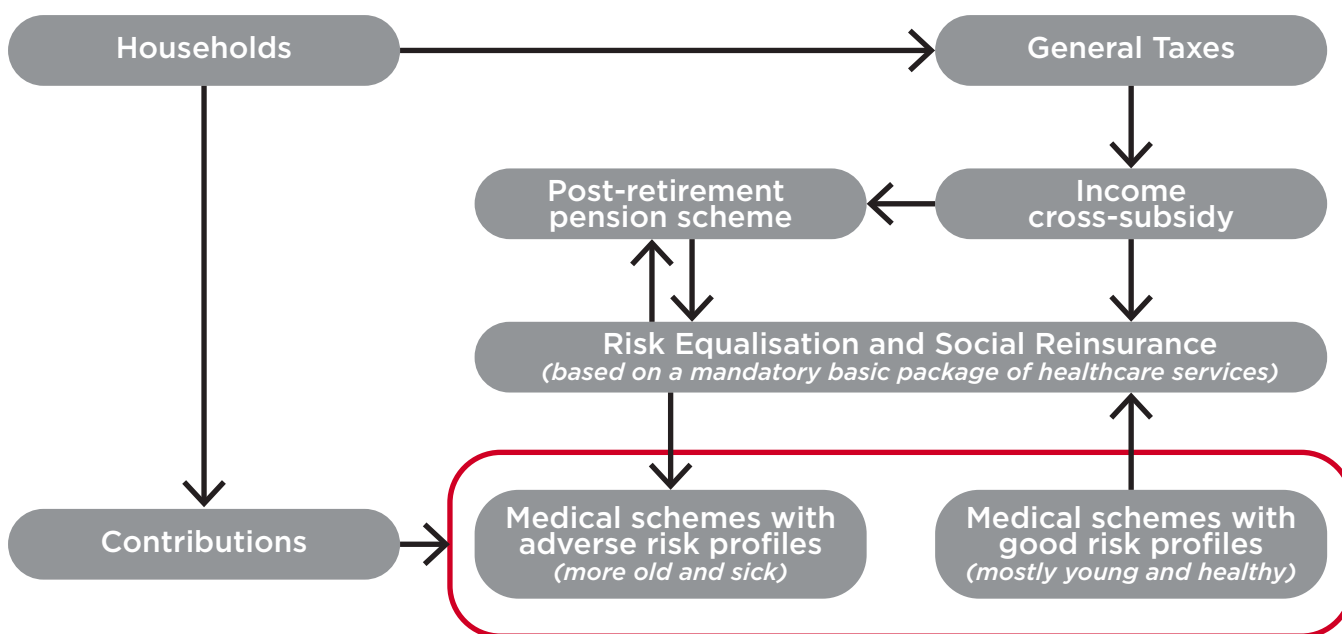 Households
General Taxes
Post-retirement
pension scheme
Income
cross-subsidy
Risk Equalisation and Social Reinsurance
(based on a mandatory basic package of healthcare services)
Contributions
Medical schemes with
adverse risk profiles
(more old and sick)
Medical schemes with
good risk profiles
(mostly young and healthy)